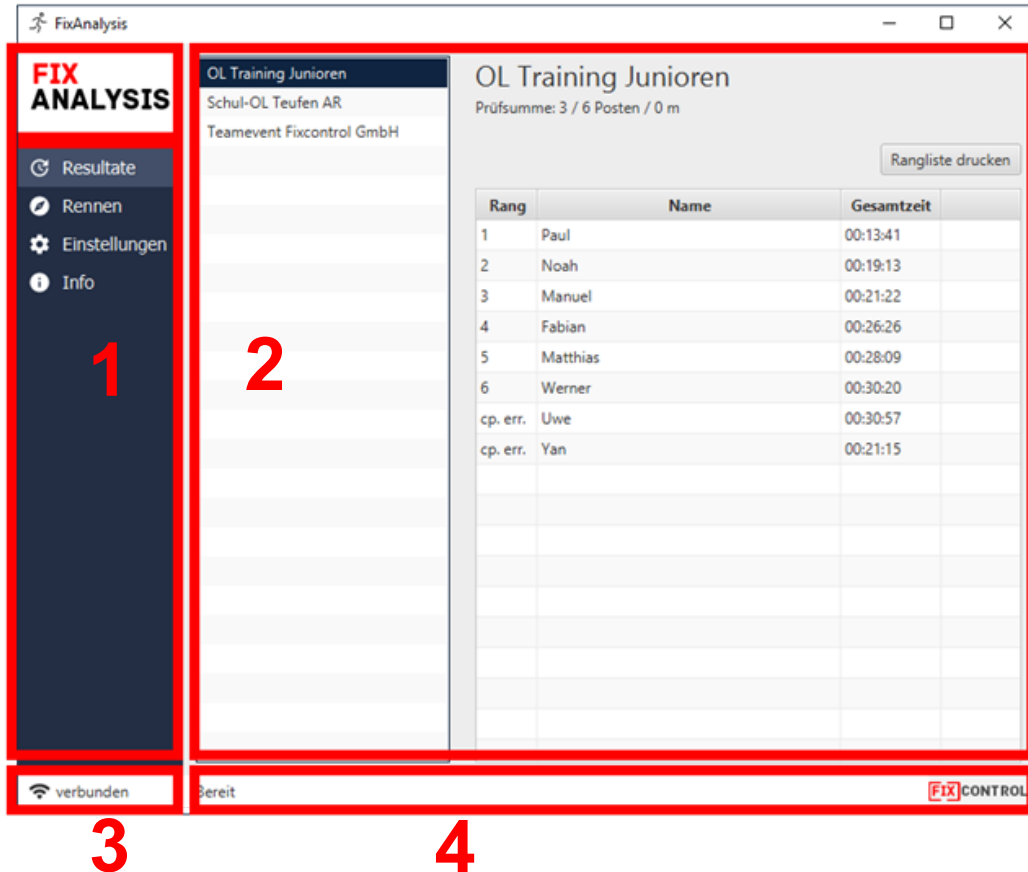 FixAnalysis
FIX
ANALYSIS
Resultate
Rennen
Einstellungen
Info
1
OL Training Junioren
Schul-OL Teufen AR
Teamevent Fixcontrol GmbH
2
OL Training Junioren
Prüfsumme: 3 / 6 Posten / 0 m
Rangliste drucken
Rang Name Gesamtzeit
1 Paul 00:13:41
2 Noah 00:19:13
3 Manuel 00:21:22
4 Fabian 00:26:26
5 Matthias 00:28:09
6 Werner 00:30:20
cp. err. Uwe 00:30:57
cp. err. Yan 00:21:15
verbunden
Bereit
FIX CONTROL
3
4